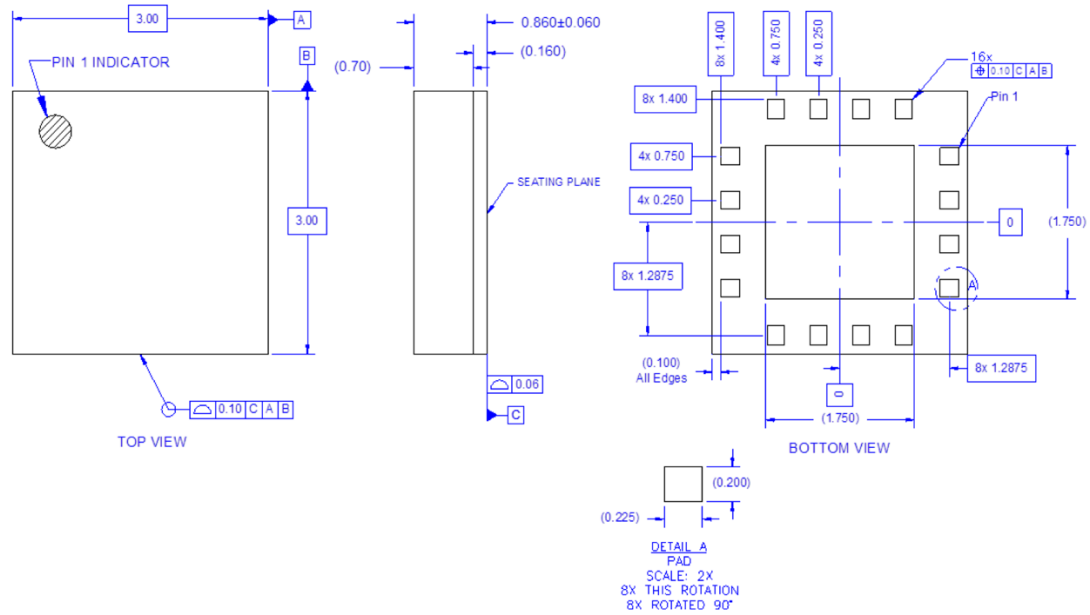 3.00
A
B
PIN 1 INDICATOR
3.00
0.10 C A B
TOP VIEW
0.860±0.060
(0.160)
(0.70)
SEATING PLANE
0.06
C
8x 1.400
4x 0.750
4x 0.250
16x
0.10 C A B
Pin 1
8x 1.400
4x 0.750
4x 0.250
0
(1.750)
8x 1.2875
A
(0.100)
All Edges
8x 1.2875
0
(1.750)
BOTTOM VIEW
(0.200)
(0.225)
DETAIL A
PAD
SCALE: 2X
8X THIS ROTATION
8X ROTATED 90°